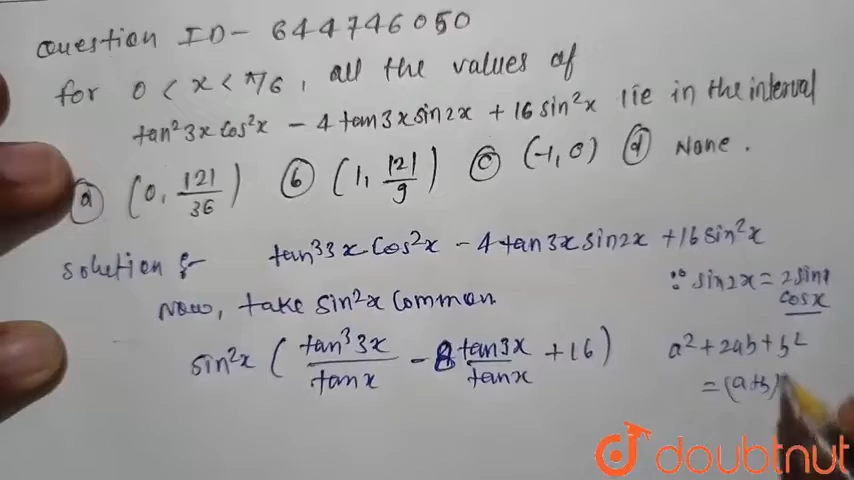 Question ID - 644746050
for 0 < x < π/6, all the values of
tan²3x cos²x - 4 tan3x sin2x + 16 sin²x lie in the interval
ⓐ (0, 121/36) ⓑ (1, 121/9) ⓒ (-1, 0) ⓓ None.
Solution :- tan³3x cos²x - 4 tan3x sin2x + 16 sin²x
Now, take sin²x common
∵ sin2x = 2 sinx cosx
sin²x ( tan³3x / tanx - 8 tan3x / tanx + 16 )
a² + 2ab + b²
= (a+b)
doubtnut